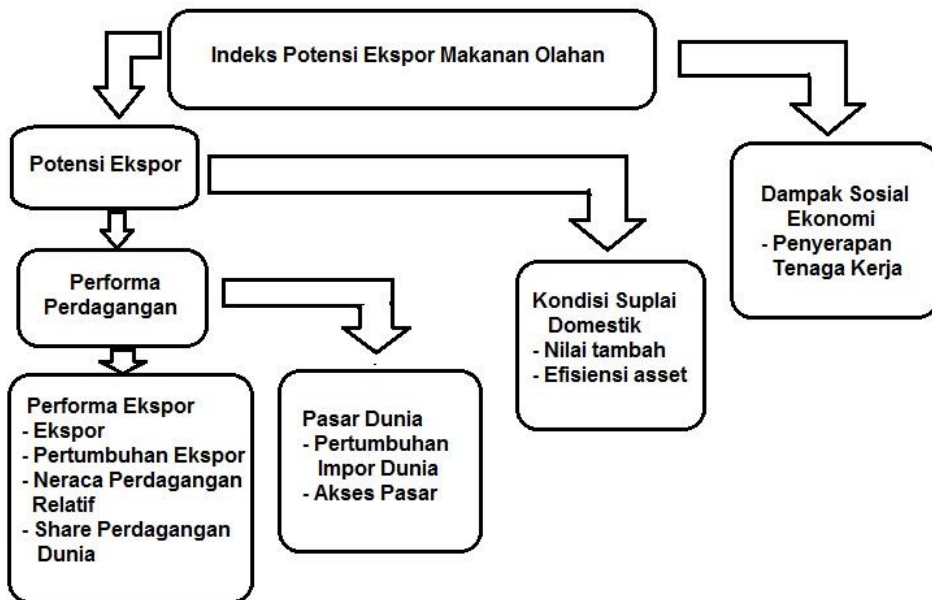 Indeks Potensi Ekspor Makanan Olahan
Potensi Ekspor
Dampak Sosial
Ekonomi
- Penyerapan
Tenaga Kerja
Performa
Perdagangan
Kondisi Suplai
Domestik
- Nilai tambah
- Efisiensi asset
Performa Ekspor
- Ekspor
- Pertumbuhan Ekspor
- Neraca Perdagangan
Relatif
- Share Perdagangan
Dunia
Pasar Dunia
- Pertumbuhan
Impor Dunia
- Akses Pasar